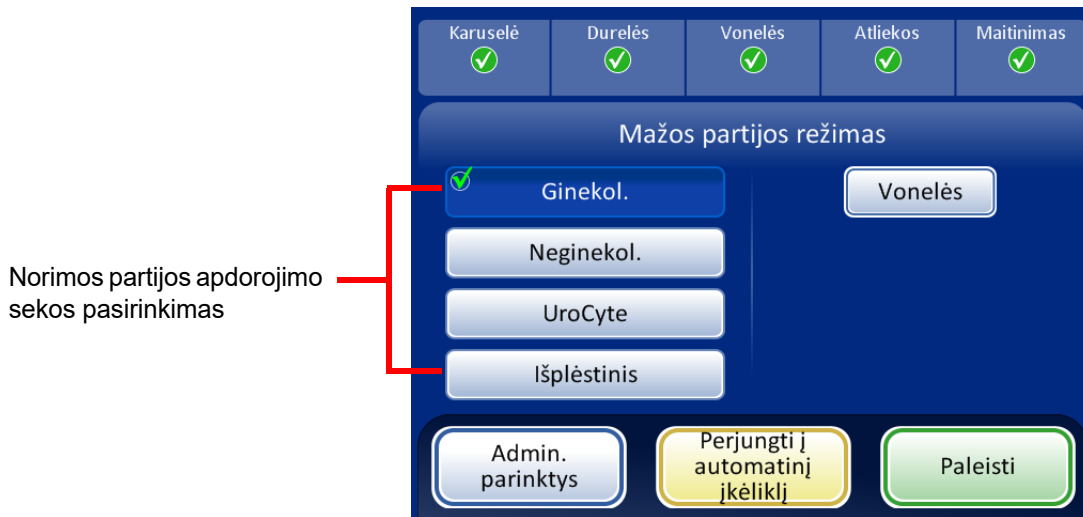 Karuselė
Durelės
Vonelės
Atliekos
Maitinimas
Mažos partijos režimas
Ginekol.
Vonelės
Neginekol.
Norimos partijos apdorojimo
sekos pasirinkimas
UroCyte
Išplėstinis
Admin.
parinktys
Perjungti į
automatinį
įkėliklį
Paleisti